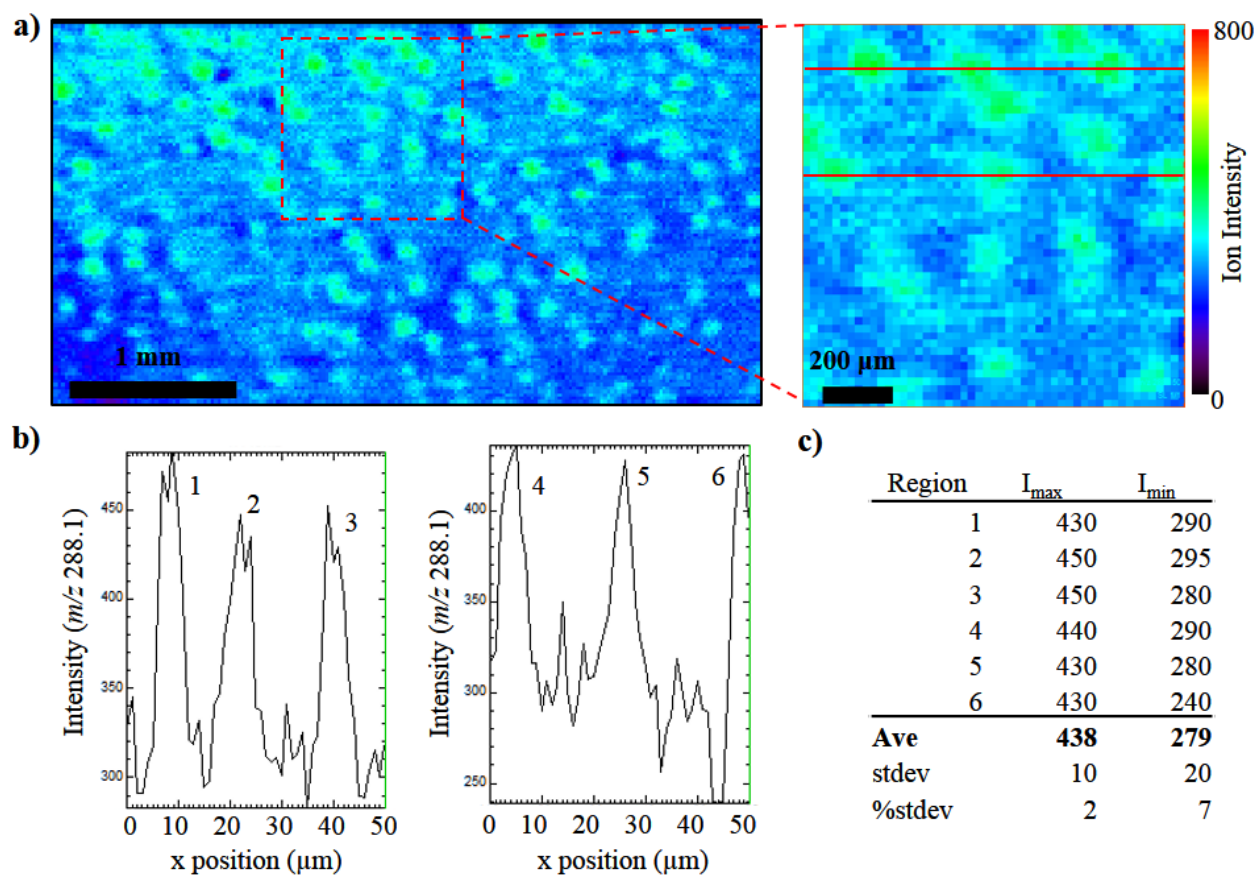 a)
1 mm
200 µm
800
Ion Intensity
0
b)
Intensity (m/z 288.1)
450
400
350
300
1
2
3
0 10 20 30 40 50
x position (µm)
Intensity (m/z 288.1)
400
350
300
250
4
5
6
0 10 20 30 40 50
x position (µm)
c)
Region Imax Imin
1 430 290
2 450 295
3 450 280
4 440 290
5 430 280
6 430 240
Ave 438 279
stdev 10 20
%stdev 2 7